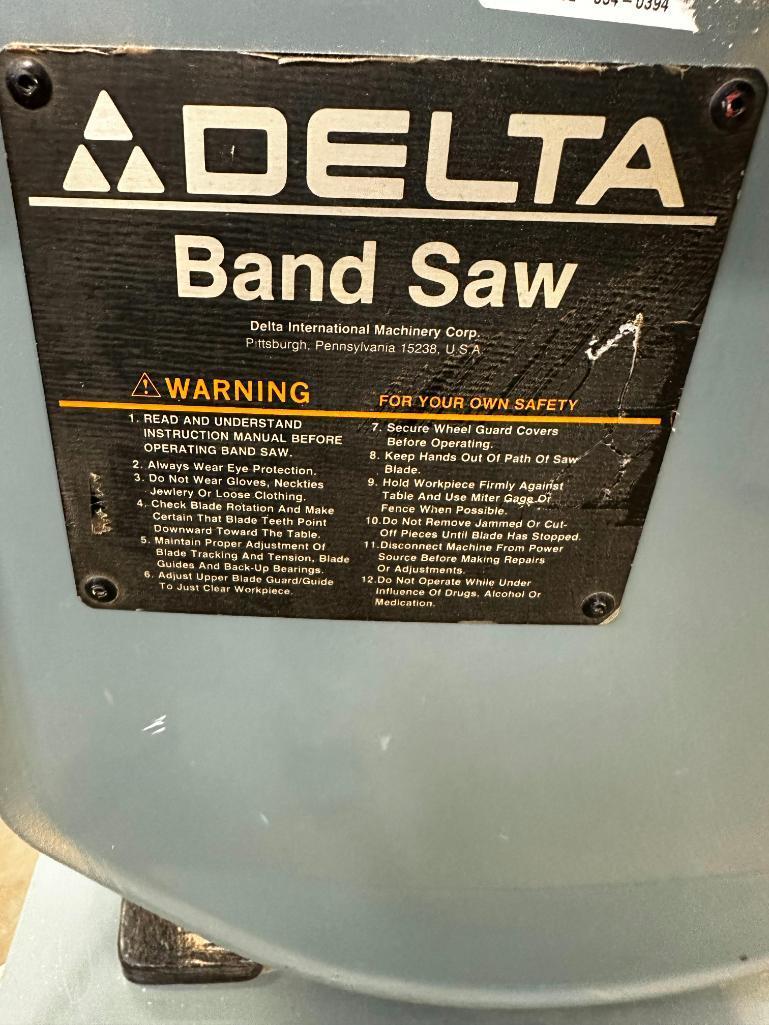 094-0394
DELTA
Band Saw
Delta International Machinery Corp.
Pittsburgh, Pennsylvania 15238, U.S.A.
WARNING
FOR YOUR OWN SAFETY
1. READ AND UNDERSTAND
INSTRUCTION MANUAL BEFORE
OPERATING BAND SAW.
2. Always Wear Eye Protection.
3. Do Not Wear Gloves, Neckties
Jewlery Or Loose Clothing.
4. Check Blade Rotation And Make
Certain That Blade Teeth Point
Downward Toward The Table.
5. Maintain Proper Adjustment Of
Blade Tracking And Tension, Blade
Guides And Back-Up Bearings.
6. Adjust Upper Blade Guard/Guide
To Just Clear Workpiece.
7. Secure Wheel Guard Covers
Before Operating.
8. Keep Hands Out Of Path Of Saw
Blade.
9. Hold Workpiece Firmly Against
Table And Use Miter Gage Or
Fence When Possible.
10. Do Not Remove Jammed Or Cut-
Off Pieces Until Blade Has Stopped.
11. Disconnect Machine From Power
Source Before Making Repairs
Or Adjustments.
12. Do Not Operate While Under
Influence Of Drugs, Alcohol Or
Medication.